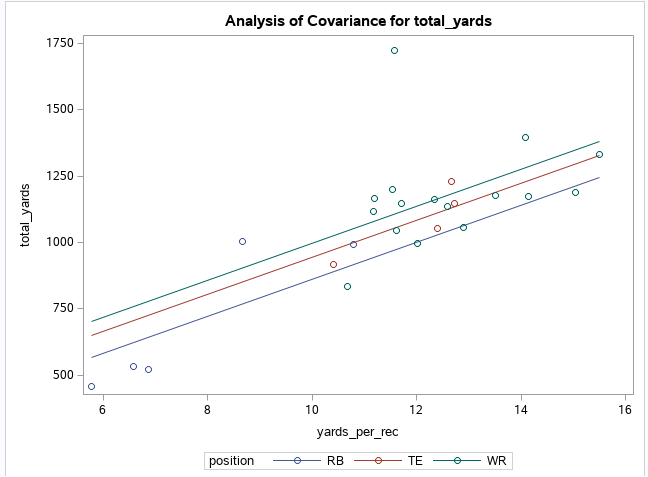 Analysis of Covariance for total_yards
1750
1500
1250
1000
750
500
total_yards
6 8 10 12 14 16
yards_per_rec
position RB TE WR